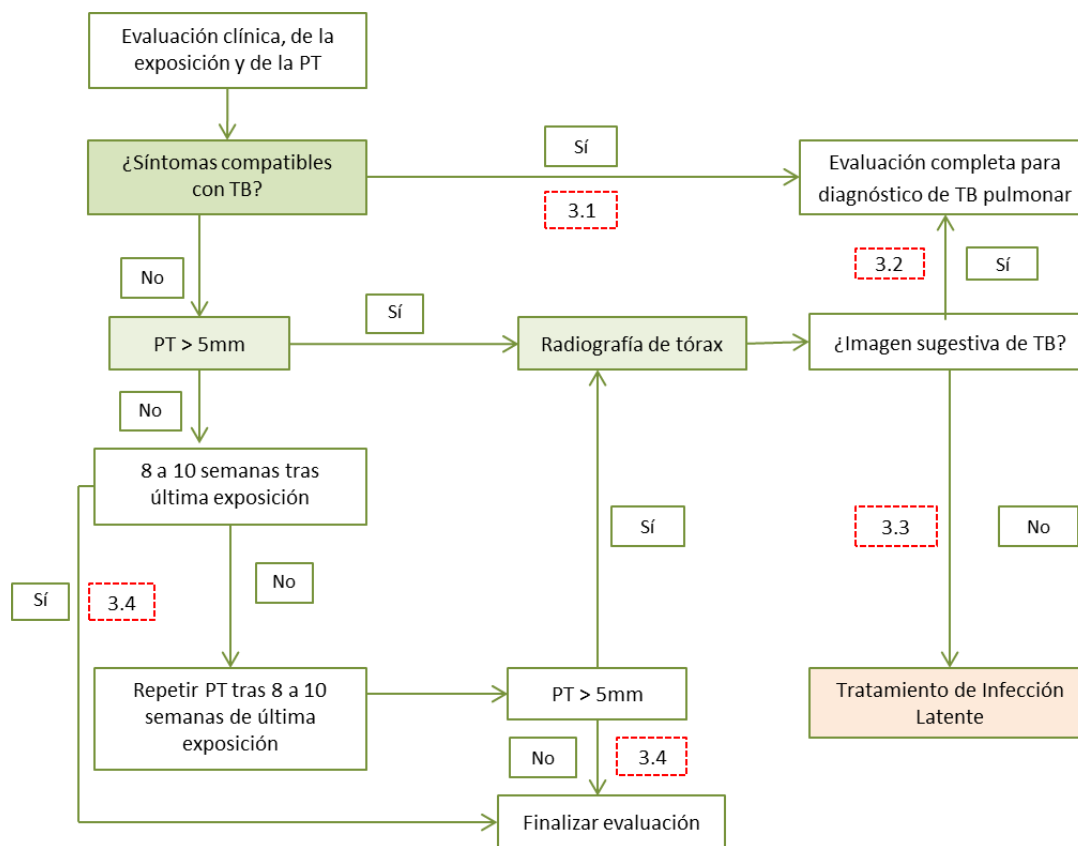 Evaluación clínica, de la
exposición y de la PT
¿Síntomas compatibles
con TB?
Sí
3.1
Evaluación completa para
diagnóstico de TB pulmonar
No
3.2
Sí
PT > 5mm
Sí
Radiografía de tórax
¿Imagen sugestiva de TB?
No
8 a 10 semanas tras
última exposición
Sí
3.3
No
Sí
3.4
No
Repetir PT tras 8 a 10
semanas de última
exposición
PT > 5mm
Tratamiento de Infección
Latente
No
3.4
Finalizar evaluación